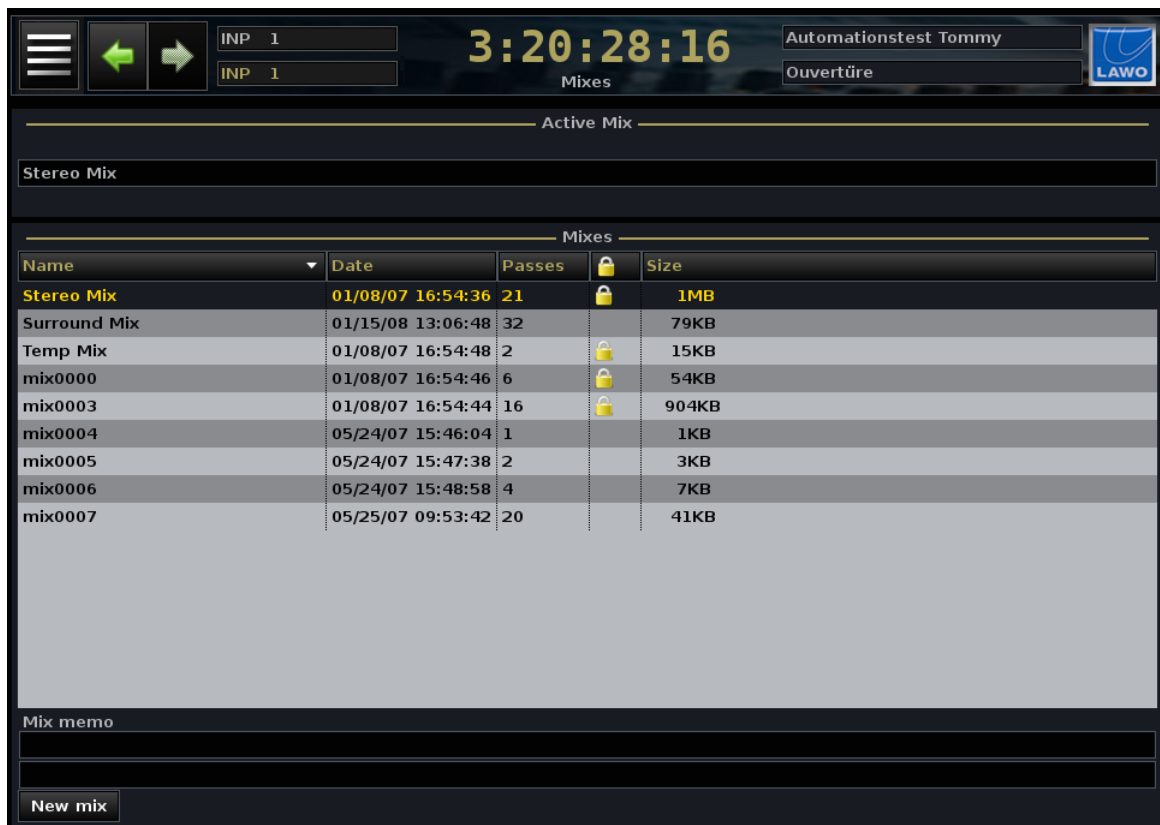 INP 1
INP 1
3:20:28:16
Mixes
Automationstest Tommy
Ouvertüre
LAWO
Active Mix
Stereo Mix
Mixes
Name Date Passes Size
Stereo Mix 01/08/07 16:54:36 21 1MB
Surround Mix 01/15/08 13:06:48 32 79KB
Temp Mix 01/08/07 16:54:48 2 15KB
mix0000 01/08/07 16:54:46 6 54KB
mix0003 01/08/07 16:54:44 16 904KB
mix0004 05/24/07 15:46:04 1 1KB
mix0005 05/24/07 15:47:38 2 3KB
mix0006 05/24/07 15:48:58 4 7KB
mix0007 05/25/07 09:53:42 20 41KB
Mix memo
New mix